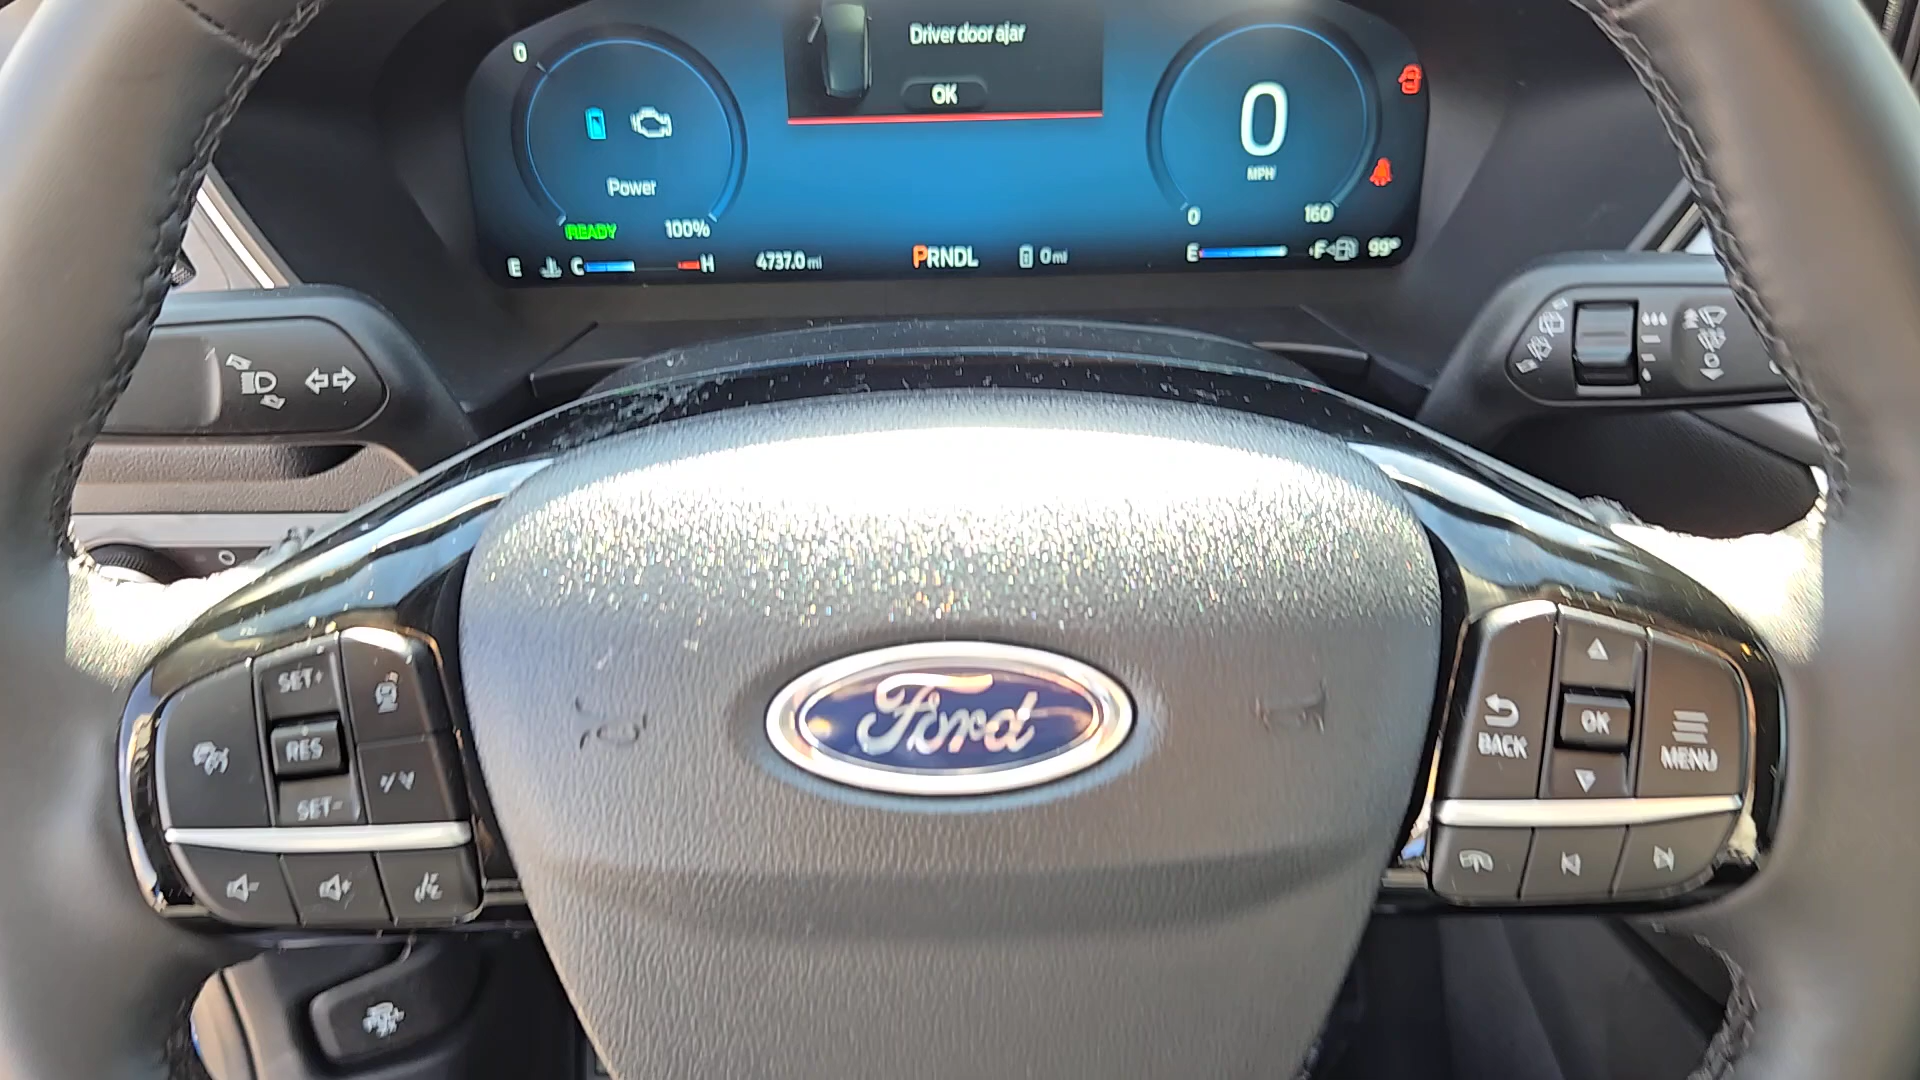 Driver door ajar
OK
0
Power
READY
100%
0
MPH
0
160
E
C
H
4737.0 mi
PRNDL
0 mi
E
F
99°
SET+
RES
SET-
Ford
BACK
OK
MENU